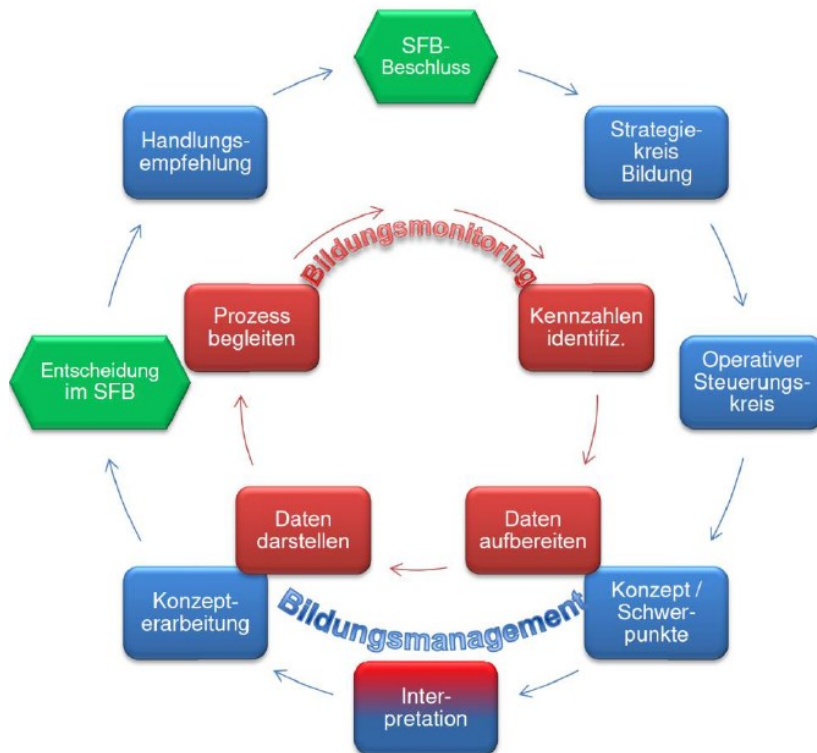 SFB-
Beschluss
Strategie-
kreis
Bildung
Operativer
Steuerungs-
kreis
Konzept /
Schwer-
punkte
Inter-
pretation
Konzept-
erarbeitung
Entscheidung
im SFB
Handlungs-
empfehlung
Bildungsmanagement
Bildungsmonitoring
Kennzahlen
identifiz.
Daten
aufbereiten
Daten
darstellen
Prozess
begleiten